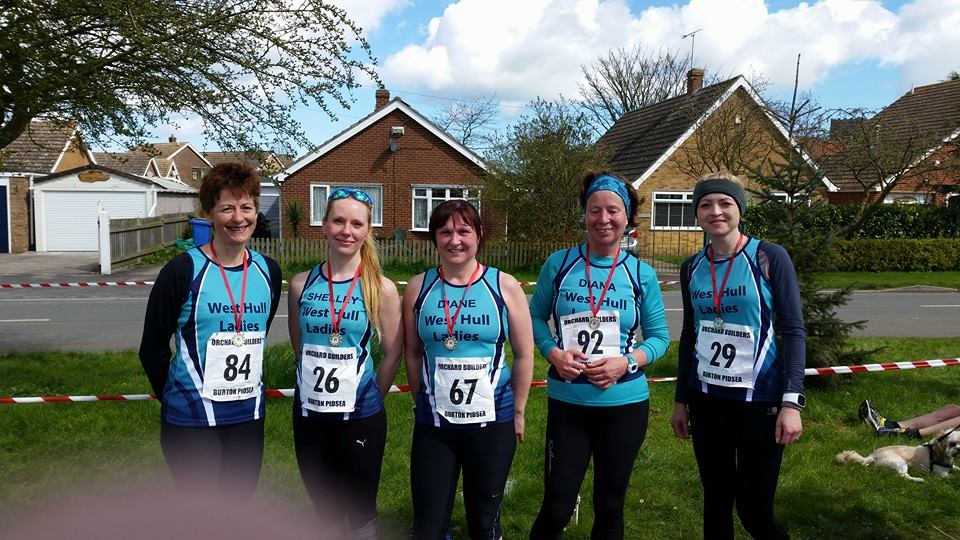 West Hull
Ladies
ORCHARD BUILDERS
84
BURTON PIDSEA
SHELLEY
West Hull
Ladies
ORCHARD BUILDERS
26
BURTON PIDSEA
DIANE
West Hull
Ladies
ORCHARD BUILDERS
67
BURTON PIDSEA
DIANA
West Hull
Ladies
ORCHARD BUILDERS
92
BURTON PIDSEA
West Hull
Ladies
ORCHARD BUILDERS
29
BURTON PIDSEA
PUMA